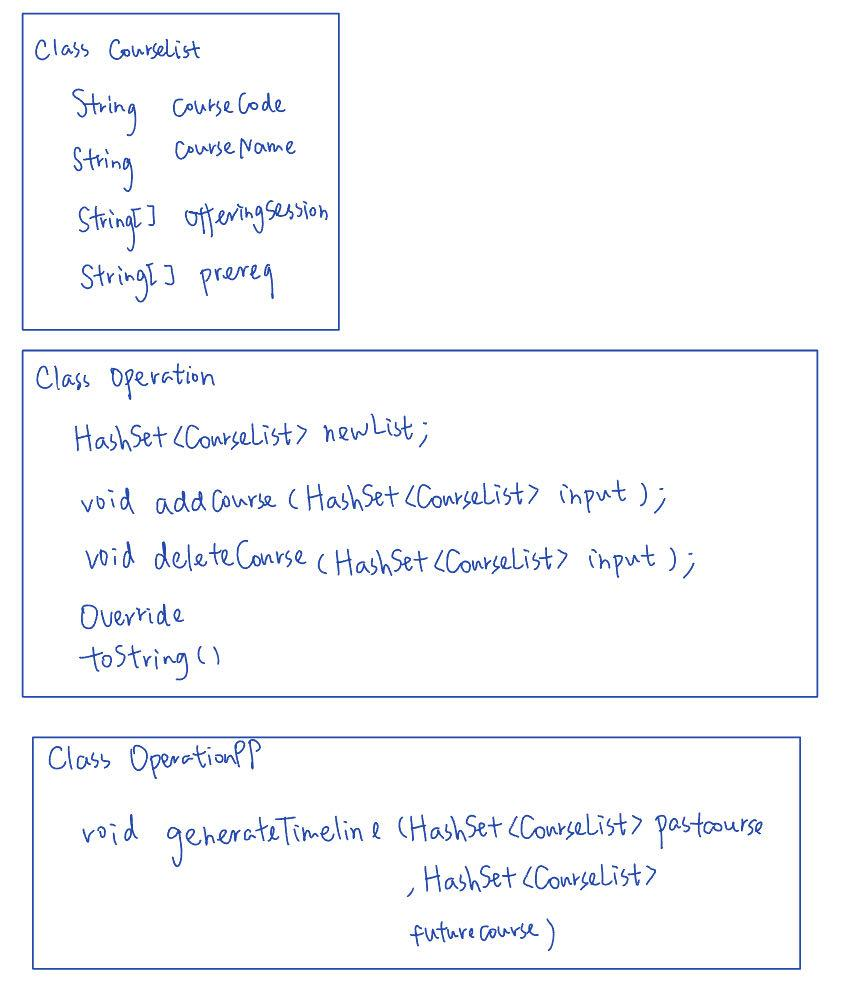 Class CourseList
String CourseCode
String CourseName
String[] OfferingSession
String[] prereq
Class Operation
HashSet<CourseList> newList;
void addCourse (HashSet<CourseList> input );
void deleteCourse (HashSet<CourseList> input );
Override
toString()
Class OperationPP
void generateTimeline (HashSet<CourseList> pastcourse
, HashSet<CourseList>
futurecourse)